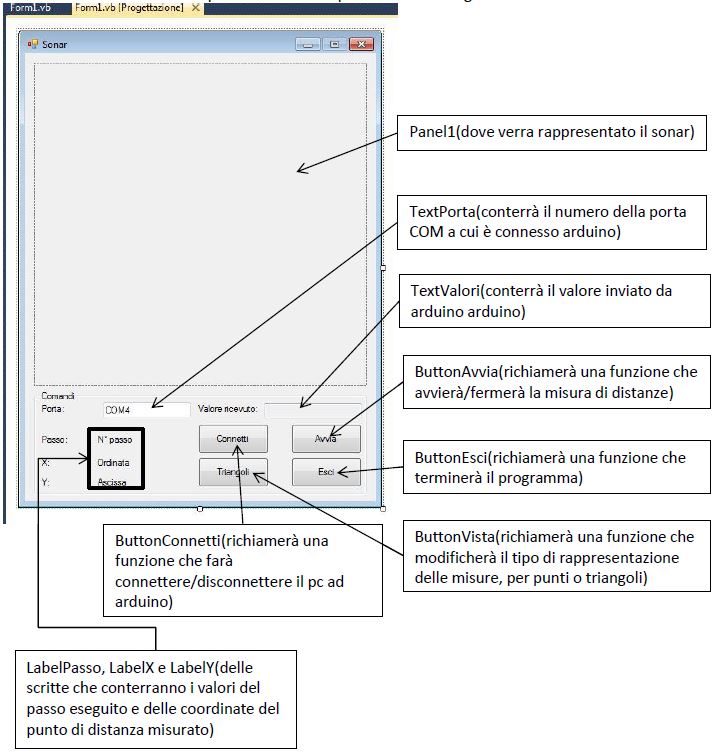 Form1.vb
Form1.vb [Progettazione]
Sonar
Panel1(dove verra rappresentato il sonar)
TextPorta(conterrà il numero della porta
COM a cui è connesso arduino)
TextValori(conterrà il valore inviato da
arduino arduino)
ButtonAvvia(richiamerà una funzione che
avvierà/fermerà la misura di distanze)
Comandi
Porta:
COM4
Valore ricevuto:
Passo:
N° passo
Connetti
Avvia
X:
Ordinata
Triangoli
Esci
Y:
Ascissa
ButtonEsci(richiamerà una funzione che
terminerà il programma)
ButtonVista(richiamerà una funzione che
modificherà il tipo di rappresentazione
delle misure, per punti o triangoli)
ButtonConnetti(richiamerà una
funzione che farà
connettere/disconnettere il pc ad
arduino)
LabelPasso, LabelX e LabelY(delle
scritte che conterranno i valori del
passo eseguito e delle coordinate del
punto di distanza misurato)